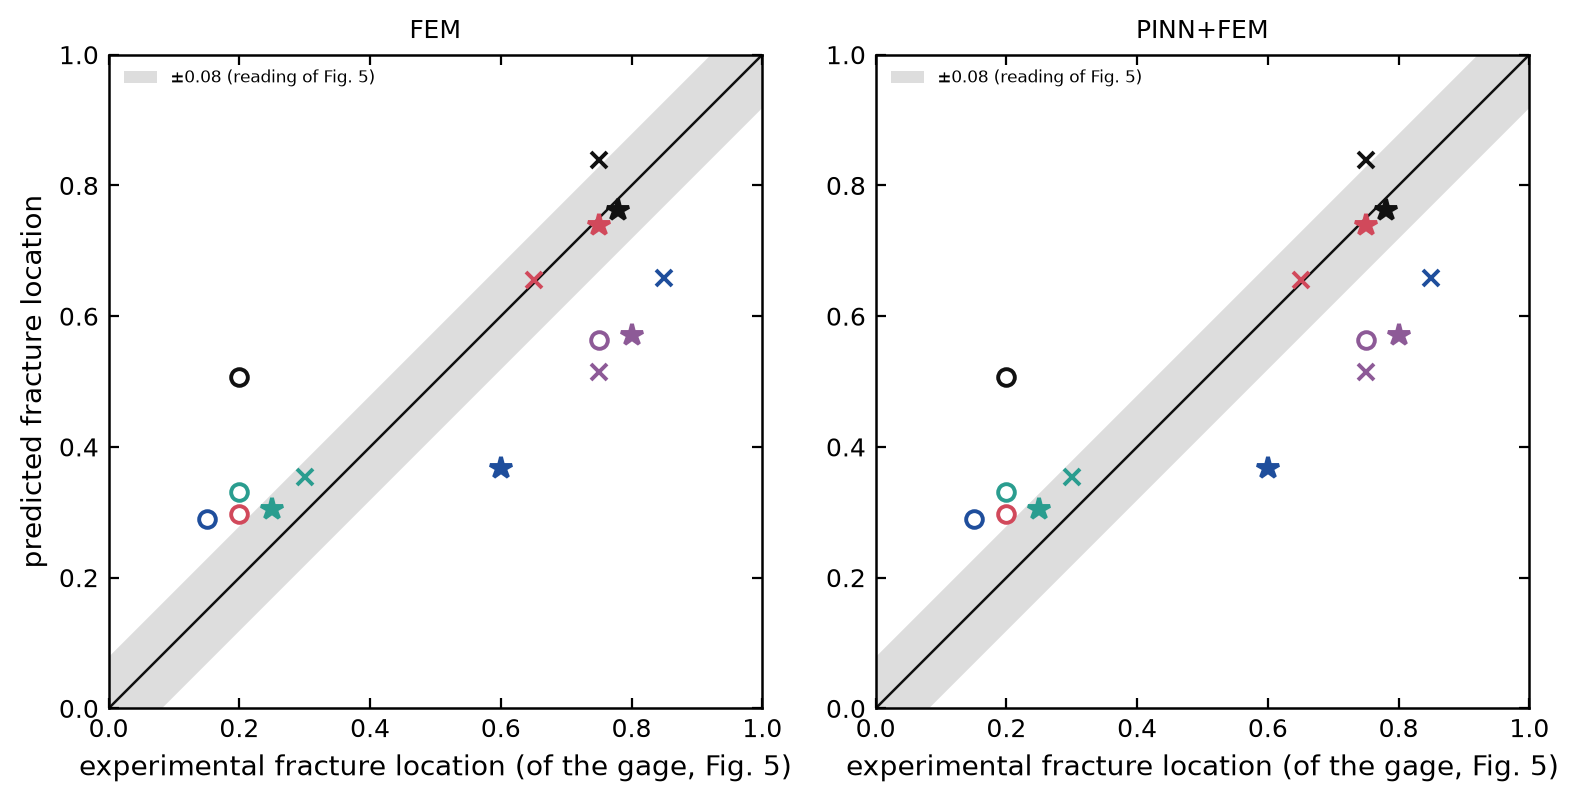 FEM
±0.08 (reading of Fig. 5)
1.0
0.8
0.6
0.4
0.2
0.0
predicted fracture location
0.0 0.2 0.4 0.6 0.8 1.0
experimental fracture location (of the gage, Fig. 5)
PINN+FEM
±0.08 (reading of Fig. 5)
1.0
0.8
0.6
0.4
0.2
0.0
0.0 0.2 0.4 0.6 0.8 1.0
experimental fracture location (of the gage, Fig. 5)